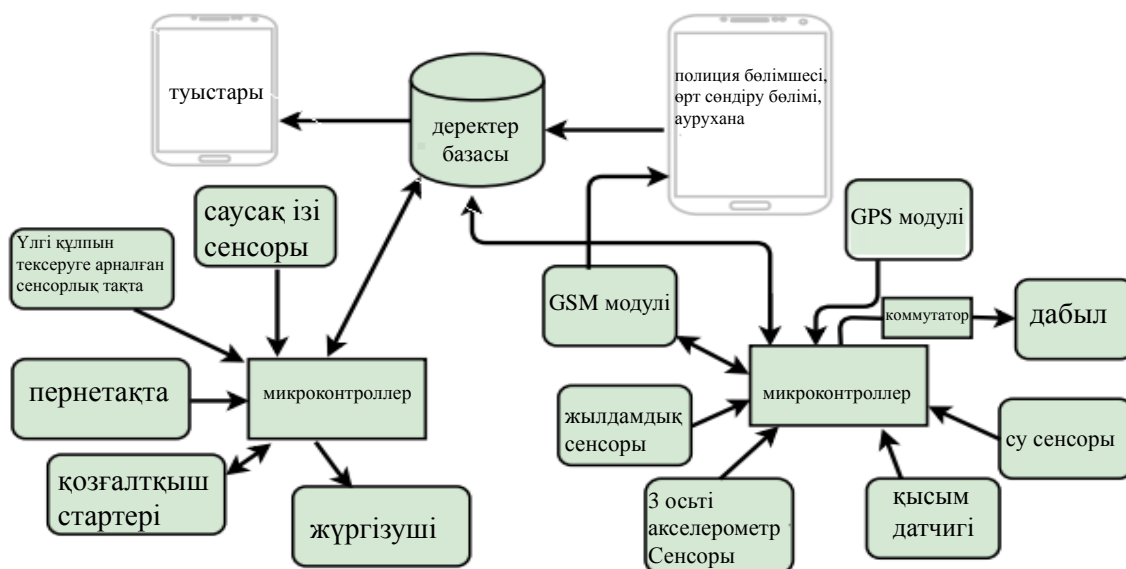 туыстары
деректер
базасы
полиция бөлімшесі,
өрт сөндіру бөлімі,
аурухана
саусақ ізі
сенсоры
Үлгі құлпын
тексеруге арналған
сенсорлық тақта
GPS модулі
GSM модулі
коммутатор
дабыл
пернетақта
микроконтроллер
микроконтроллер
жылдамдық
сенсоры
су сенсоры
қозғалтқыш
стартері
жүргізуші
3 осьті
акселерометр
Сенсоры
қысым
датчигі